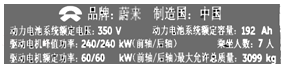 品牌：蔚来 制造国：中国
动力电池系统额定电压：350 V 动力电池系统额定容量：192 Ah
驱动电机峰值功率：240/240 kW(前轴/后轴) 乘坐人数：7 人
驱动电机额定功率：60/60 kW(前轴/后轴) 最大允许总质量：3099 kg